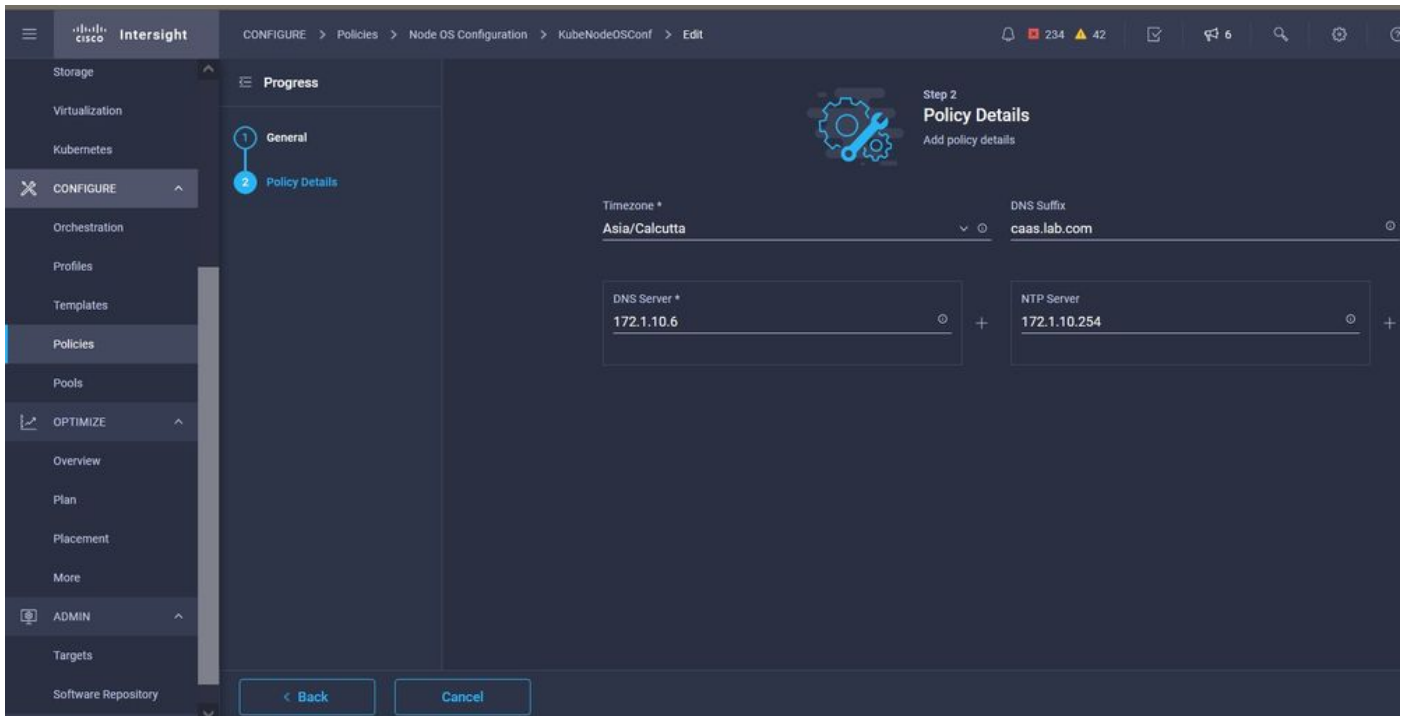 cisco Intersight
CONFIGURE > Policies > Node OS Configuration > KubeNodeOSConf > Edit
234 42
6
Storage
Virtualization
Kubernetes
CONFIGURE
Orchestration
Profiles
Templates
Policies
Pools
OPTIMIZE
Overview
Plan
Placement
More
ADMIN
Targets
Software Repository
Progress
1 General
2 Policy Details
Step 2
Policy Details
Add policy details
Timezone *
Asia/Calcutta
DNS Suffix
caas.lab.com
DNS Server *
172.1.10.6
NTP Server
172.1.10.254
< Back
Cancel